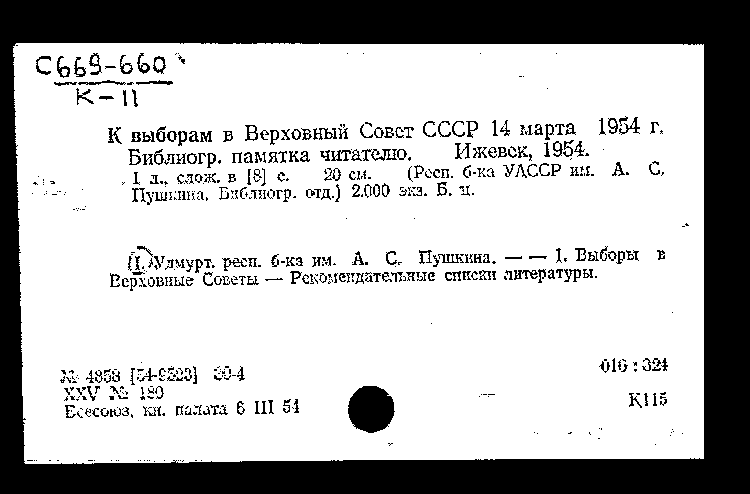 С669-660
К-11
К выборам в Верховный Совет СССР 14 марта 1954 г.
Библиогр. памятка читателю. Ижевск, 1954.
1 л., слож. в [8] с. 20 см. (Респ. б-ка УАССР им. А. С.
Пушкина. Библиогр. отд.) 2.000 экз. Б. ц.
(I.) Удмурт. респ. б-ка им. А. С. Пушкина. — — 1. Выборы в
Верховные Советы — Рекомендательные списки литературы.
№ 4858 30-4
XXV № 180
Всесоюз. кн. палата 6 III 54
016 : 324
К115